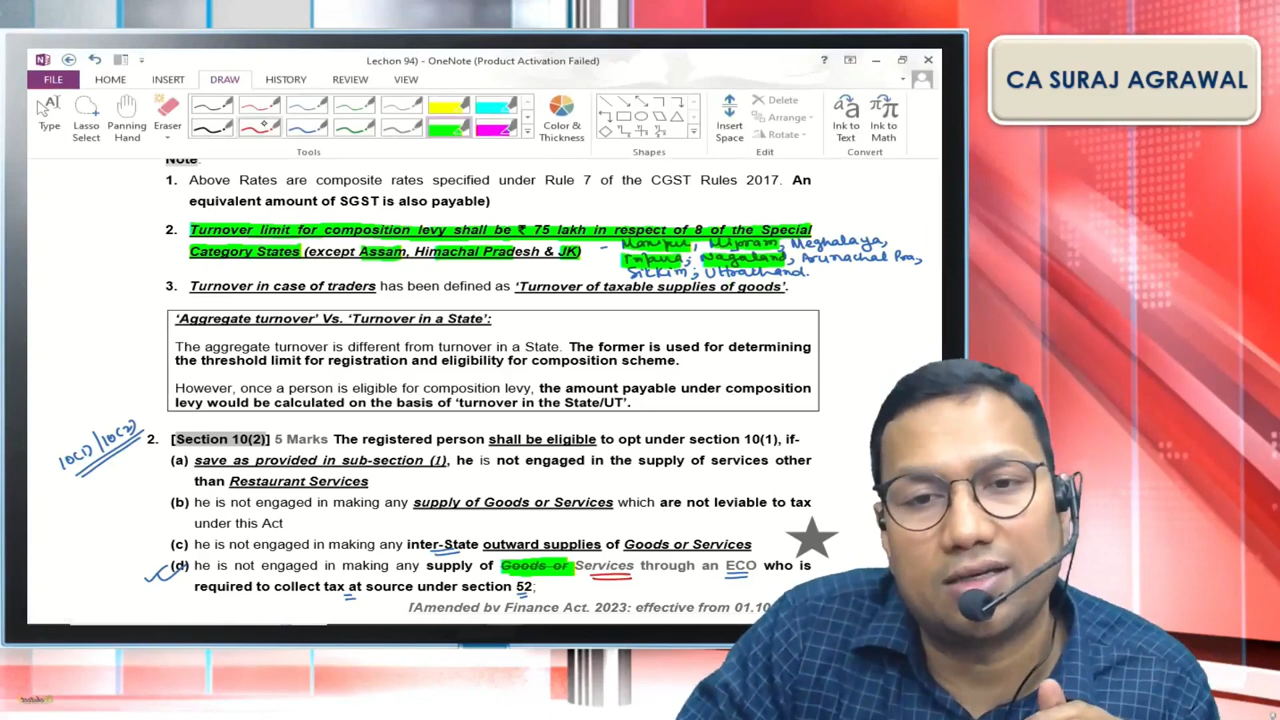 CA SURAJ AGRAWAL
Lechon 94) - OneNote (Product Activation Failed)
FILE HOME INSERT DRAW HISTORY REVIEW VIEW
Type
Lasso Select
Panning Hand
Eraser
Color & Thickness
Insert Space
Delete
Arrange
Rotate
Ink to Text
Ink to Math
Tools Shapes Edit Convert
Note:
1. Above Rates are composite rates specified under Rule 7 of the CGST Rules 2017. An
equivalent amount of SGST is also payable)
2. Turnover limit for composition levy shall be ₹ 75 lakh in respect of 8 of the Special
Category States (except Assam, Himachal Pradesh & JK)
- Manipur, Mizoram, Meghalaya,
Tripura, Nagaland, Arunachal Pra,
Sikkim, Uttrakhand.
3. Turnover in case of traders has been defined as 'Turnover of taxable supplies of goods'.
'Aggregate turnover' Vs. 'Turnover in a State':
The aggregate turnover is different from turnover in a State. The former is used for determining
the threshold limit for registration and eligibility for composition scheme.
However, once a person is eligible for composition levy, the amount payable under composition
levy would be calculated on the basis of 'turnover in the State/UT'.
10(1)/10(2)
2. [Section 10(2)] 5 Marks The registered person shall be eligible to opt under section 10(1), if-
(a) save as provided in sub-section (1), he is not engaged in the supply of services other
than Restaurant Services
(b) he is not engaged in making any supply of Goods or Services which are not leviable to tax
under this Act
(c) he is not engaged in making any inter-State outward supplies of Goods or Services
(d) he is not engaged in making any supply of Goods or Services through an ECO who is
required to collect tax at source under section 52;
[Amended by Finance Act, 2023: effective from 01.10